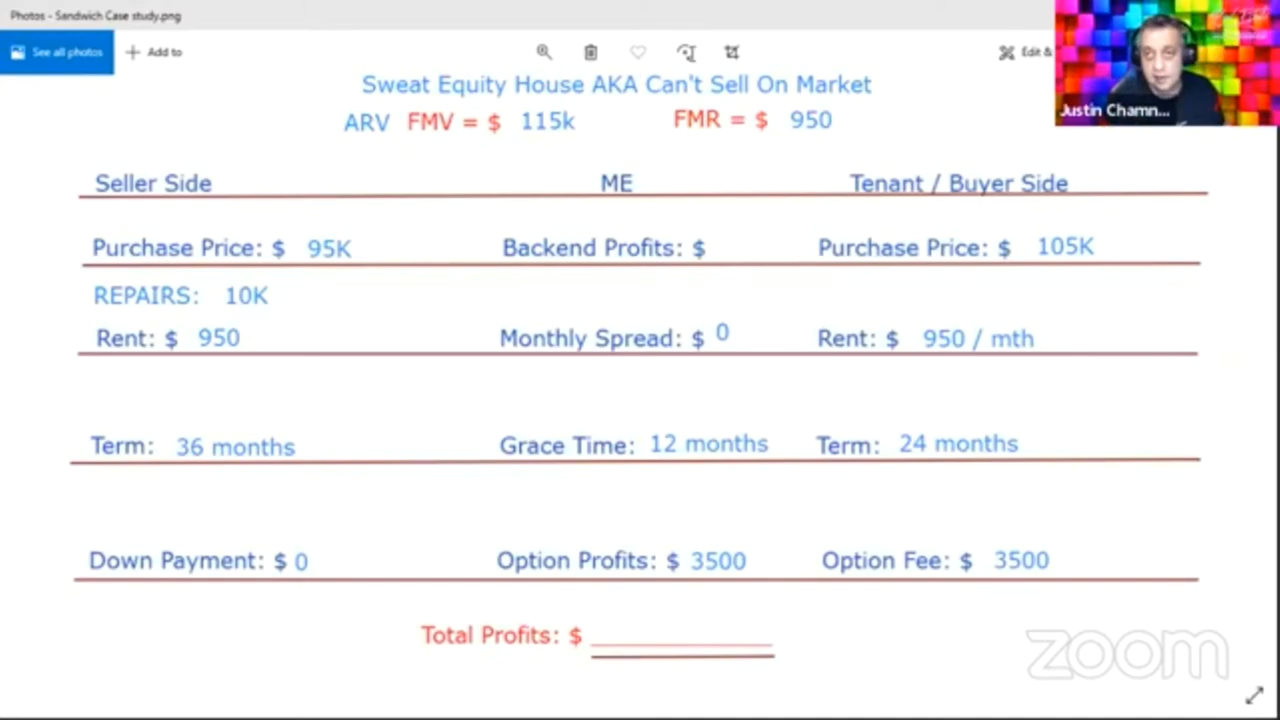 Photos - Sandwich Case study.png
See all photos
Add to
Edit &
Justin Chamn...
Sweat Equity House AKA Can't Sell On Market
ARV FMV = $ 115k FMR = $ 950
Seller Side ME Tenant / Buyer Side
Purchase Price: $ 95K Backend Profits: $ Purchase Price: $ 105K
REPAIRS: 10K
Rent: $ 950 Monthly Spread: $ 0 Rent: $ 950 / mth
Term: 36 months Grace Time: 12 months Term: 24 months
Down Payment: $ 0 Option Profits: $ 3500 Option Fee: $ 3500
Total Profits: $
zoom